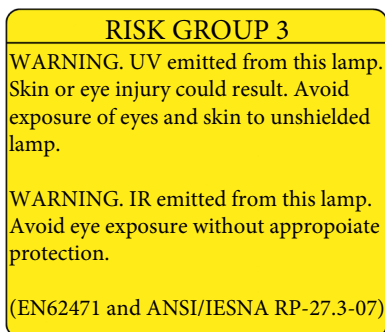 RISK GROUP 3
WARNING. UV emitted from this lamp.
Skin or eye injury could result. Avoid
exposure of eyes and skin to unshielded
lamp.
WARNING. IR emitted from this lamp.
Avoid eye exposure without appropoiate
protection.
(EN62471 and ANSI/IESNA RP-27.3-07)